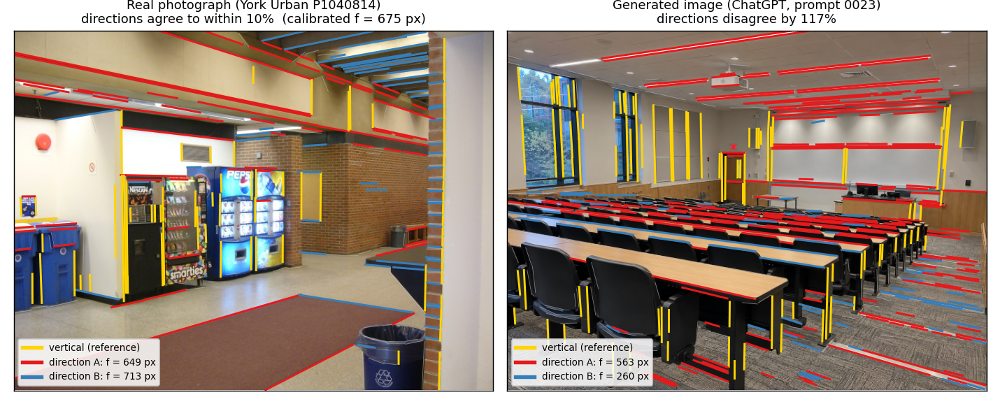 Real photograph (York Urban P1040814)
directions agree to within 10%  (calibrated f = 675 px)
Generated image (ChatGPT, prompt 0023)
directions disagree by 117%
PEPSI
NESCAFÉ
smarties
vertical (reference)
direction A: f = 649 px
direction B: f = 713 px
vertical (reference)
direction A: f = 563 px
direction B: f = 260 px